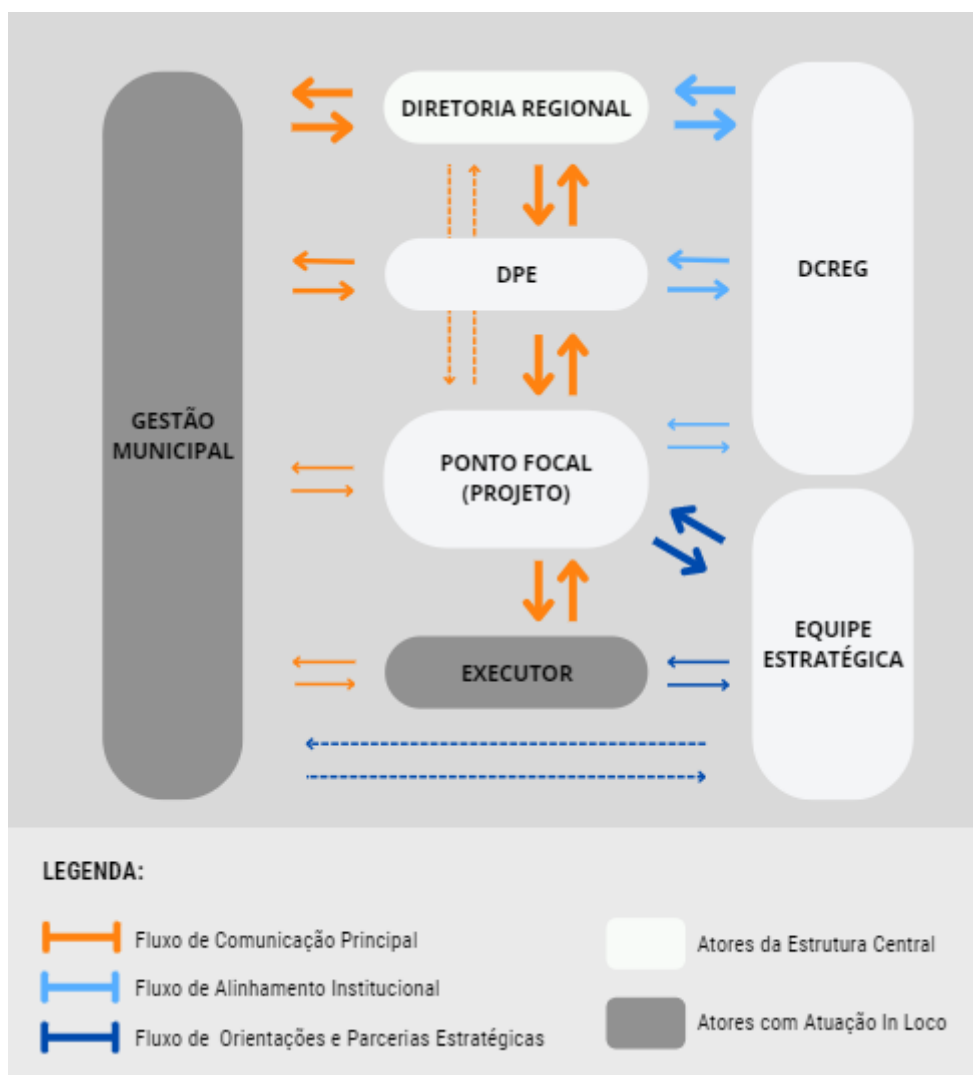 DIRETORIA REGIONAL
DPE
DCREG
GESTÃO
MUNICIPAL
PONTO FOCAL
(PROJETO)
EQUIPE
ESTRATÉGICA
EXECUTOR
LEGENDA:
Fluxo de Comunicação Principal
Fluxo de Alinhamento Institucional
Fluxo de Orientações e Parcerias Estratégicas
Atores da Estrutura Central
Atores com Atuação In Loco